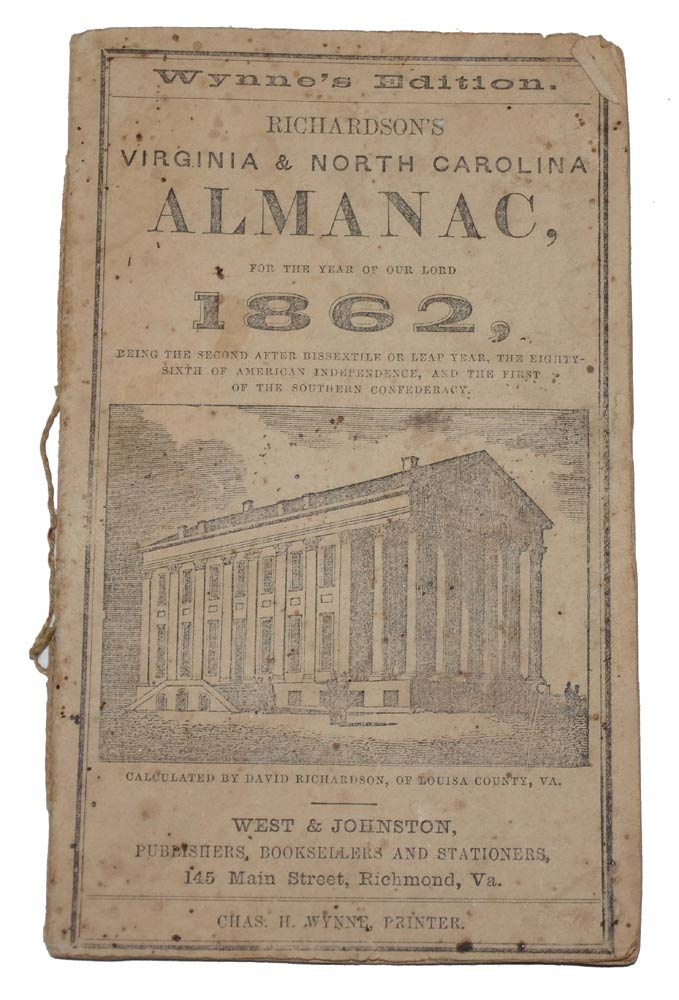 Wynne's Edition.
RICHARDSON'S
VIRGINIA & NORTH CAROLINA
ALMANAC,
FOR THE YEAR OF OUR LORD
1862,
BEING THE SECOND AFTER BISSEXTILE OR LEAP YEAR, THE EIGHTY-
SIXTH OF AMERICAN INDEPENDENCE, AND THE FIRST
OF THE SOUTHERN CONFEDERACY.
CALCULATED BY DAVID RICHARDSON, OF LOUISA COUNTY, VA.
WEST & JOHNSTON,
PUBLISHERS, BOOKSELLERS AND STATIONERS,
145 Main Street, Richmond, Va.
CHAS. H. WYNNE, PRINTER.